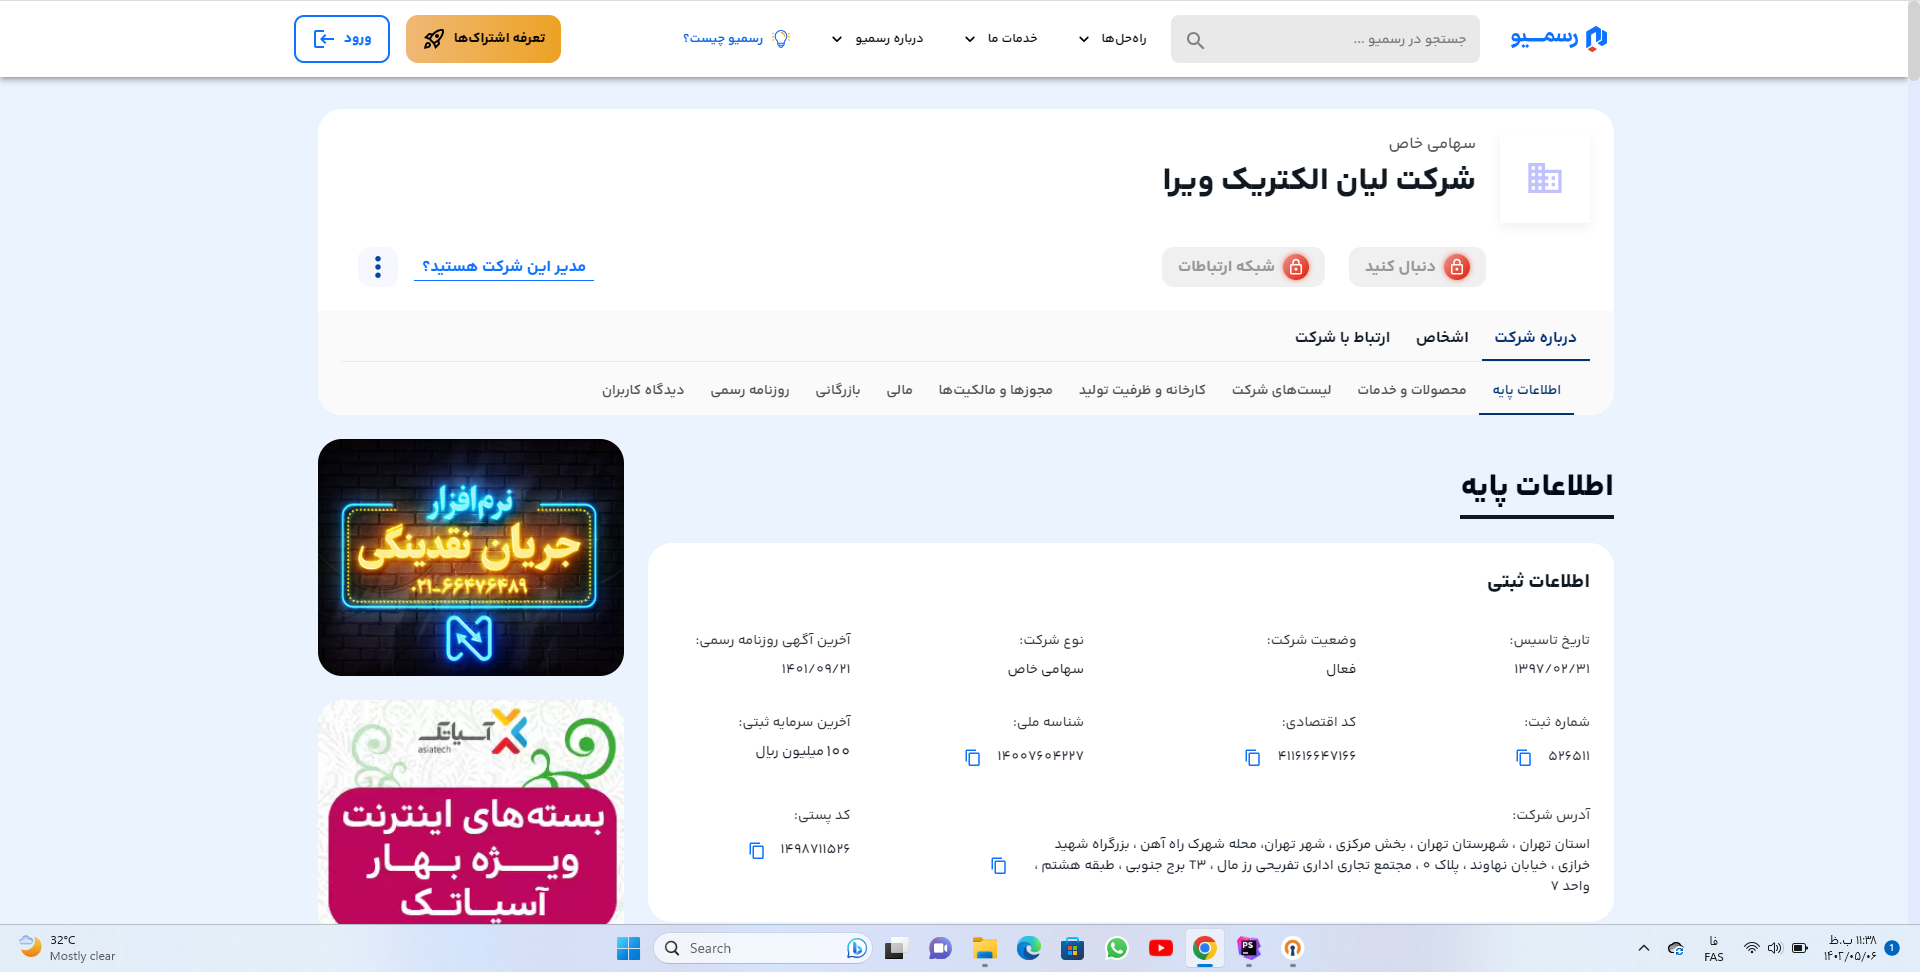 رسمیو
جستجو در رسمیو ...
راه‌حل‌ها
خدمات ما
درباره رسمیو
رسمیو چیست؟
تعرفه اشتراک‌ها
ورود
سهامی خاص
شرکت لیان الکتریک ویرا
دنبال کنید
شبکه ارتباطات
مدیر این شرکت هستید؟
درباره شرکت
اشخاص
ارتباط با شرکت
اطلاعات پایه
محصولات و خدمات
لیست‌های شرکت
کارخانه و ظرفیت تولید
مجوزها و مالکیت‌ها
مالی
بازرگانی
روزنامه رسمی
دیدگاه کاربران
اطلاعات پایه
اطلاعات ثبتی
تاریخ تاسیس:
۱۳۹۷/۰۲/۳۱
وضعیت شرکت:
فعال
نوع شرکت:
سهامی خاص
آخرین آگهی روزنامه رسمی:
۱۴۰۱/۰۹/۲۱
شماره ثبت:
۵۲۶۵۱۱
کد اقتصادی:
۴۱۱۶۱۶۶۴۷۱۶۶
شناسه ملی:
۱۴۰۰۷۶۰۴۲۲۷
آخرین سرمایه ثبتی:
۱۰۰ میلیون ریال
آدرس شرکت:
استان تهران ، شهرستان تهران ، بخش مرکزی ، شهر تهران، محله شهرک راه آهن ، بزرگراه شهید
خرازی ، خیابان نهاوند ، پلاک ۰ ، مجتمع تجاری اداری تفریحی رز مال ، T۳ برج جنوبی ، طبقه هشتم ،
واحد ۷
کد پستی:
۱۴۹۸۷۱۱۵۲۶
نرم‌افزار
جریان نقدینگی
۰۲۱-۶۶۴۷۶۴۸۹
آسیاتک
asiatech
بسته‌های اینترنت
ویژه بهار
آسیاتک
32°C
Mostly clear
Search
PS
فا
FAS
۱۱:۳۸ ب.ظ
۱۴۰۲/۰۵/۰۶
1